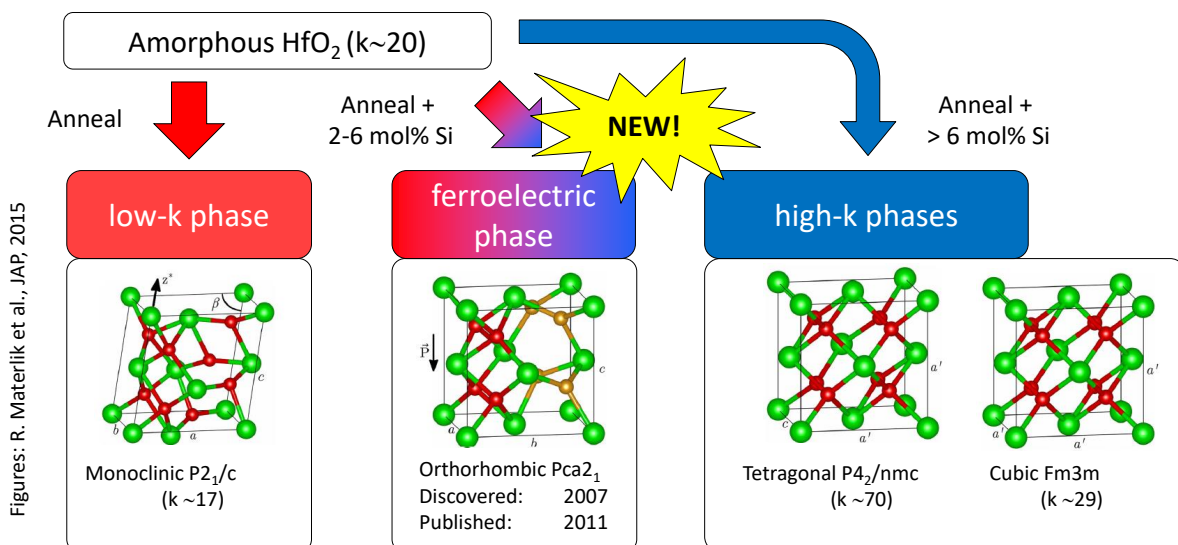 Amorphous HfO₂ (k~20)
Anneal
Anneal +
2-6 mol% Si
NEW!
Anneal +
> 6 mol% Si
low-k phase
ferroelectric
phase
high-k phases
Figures: R. Materlik et al., JAP, 2015
z*
β
c
b
a
P⃗
c
a
b
a'
c
a'
a'
a'
a'
Monoclinic P2₁/c
(k ~17)
Orthorhombic Pca2₁
Discovered: 2007
Published: 2011
Tetragonal P4₂/nmc
(k ~70)
Cubic Fm3m
(k ~29)